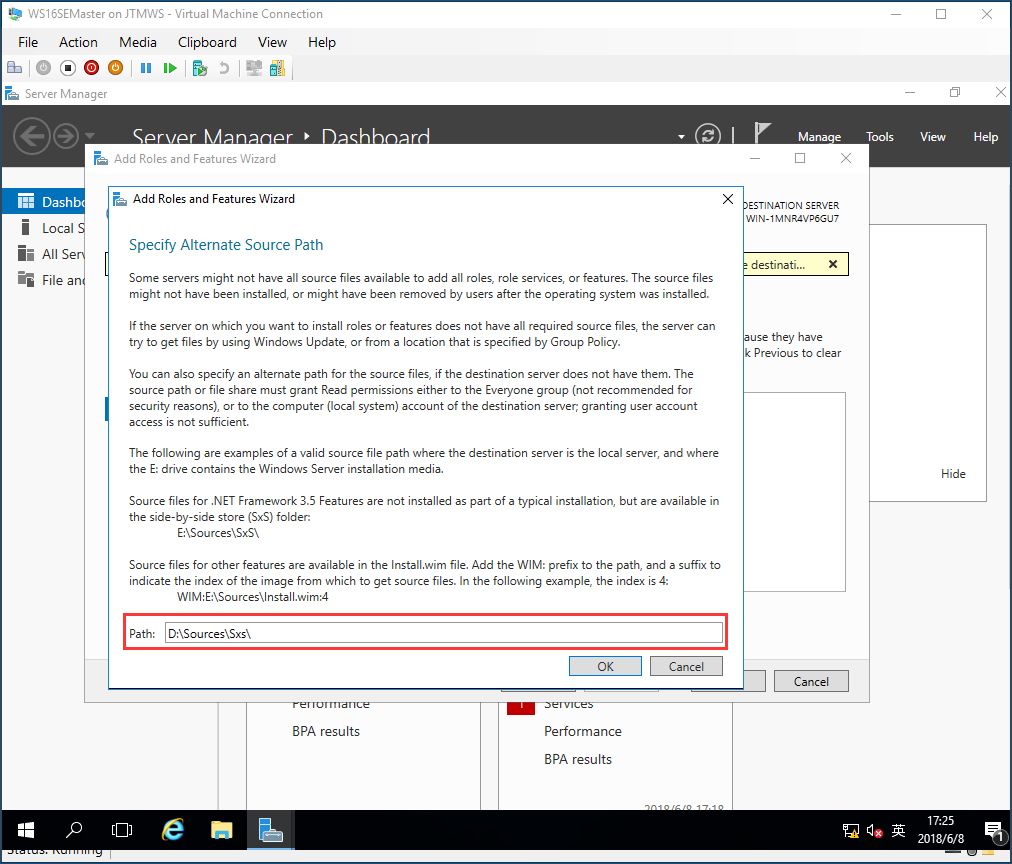 WS16SEMaster on JTMWS - Virtual Machine Connection
File Action Media Clipboard View Help
Server Manager
Server Manager ‣ Dashboard
Manage Tools View Help
Add Roles and Features Wizard
Add Roles and Features Wizard
DESTINATION SERVER
WIN-1MNR4VP6GU7
Dashbo
Local S
All Serv
File and
Specify Alternate Source Path
e destinati...
Some servers might not have all source files available to add all roles, role services, or features. The source files
might not have been installed, or might have been removed by users after the operating system was installed.
If the server on which you want to install roles or features does not have all required source files, the server can
try to get files by using Windows Update, or from a location that is specified by Group Policy.
ause they have
k Previous to clear
You can also specify an alternate path for the source files, if the destination server does not have them. The
source path or file share must grant Read permissions either to the Everyone group (not recommended for
security reasons), or to the computer (local system) account of the destination server; granting user account
access is not sufficient.
The following are examples of a valid source file path where the destination server is the local server, and where
the E: drive contains the Windows Server installation media.
Hide
Source files for .NET Framework 3.5 Features are not installed as part of a typical installation, but are available in
the side-by-side store (SxS) folder:
E:\Sources\SxS\
Source files for other features are available in the Install.wim file. Add the WIM: prefix to the path, and a suffix to
indicate the index of the image from which to get source files. In the following example, the index is 4:
WIM:E:\Sources\Install.wim:4
Path: D:\Sources\Sxs\
OK Cancel
Cancel
Performance
BPA results
1 Services
Performance
BPA results
2018/6/8 17:18
英
17:25
2018/6/8
1
Status: Running